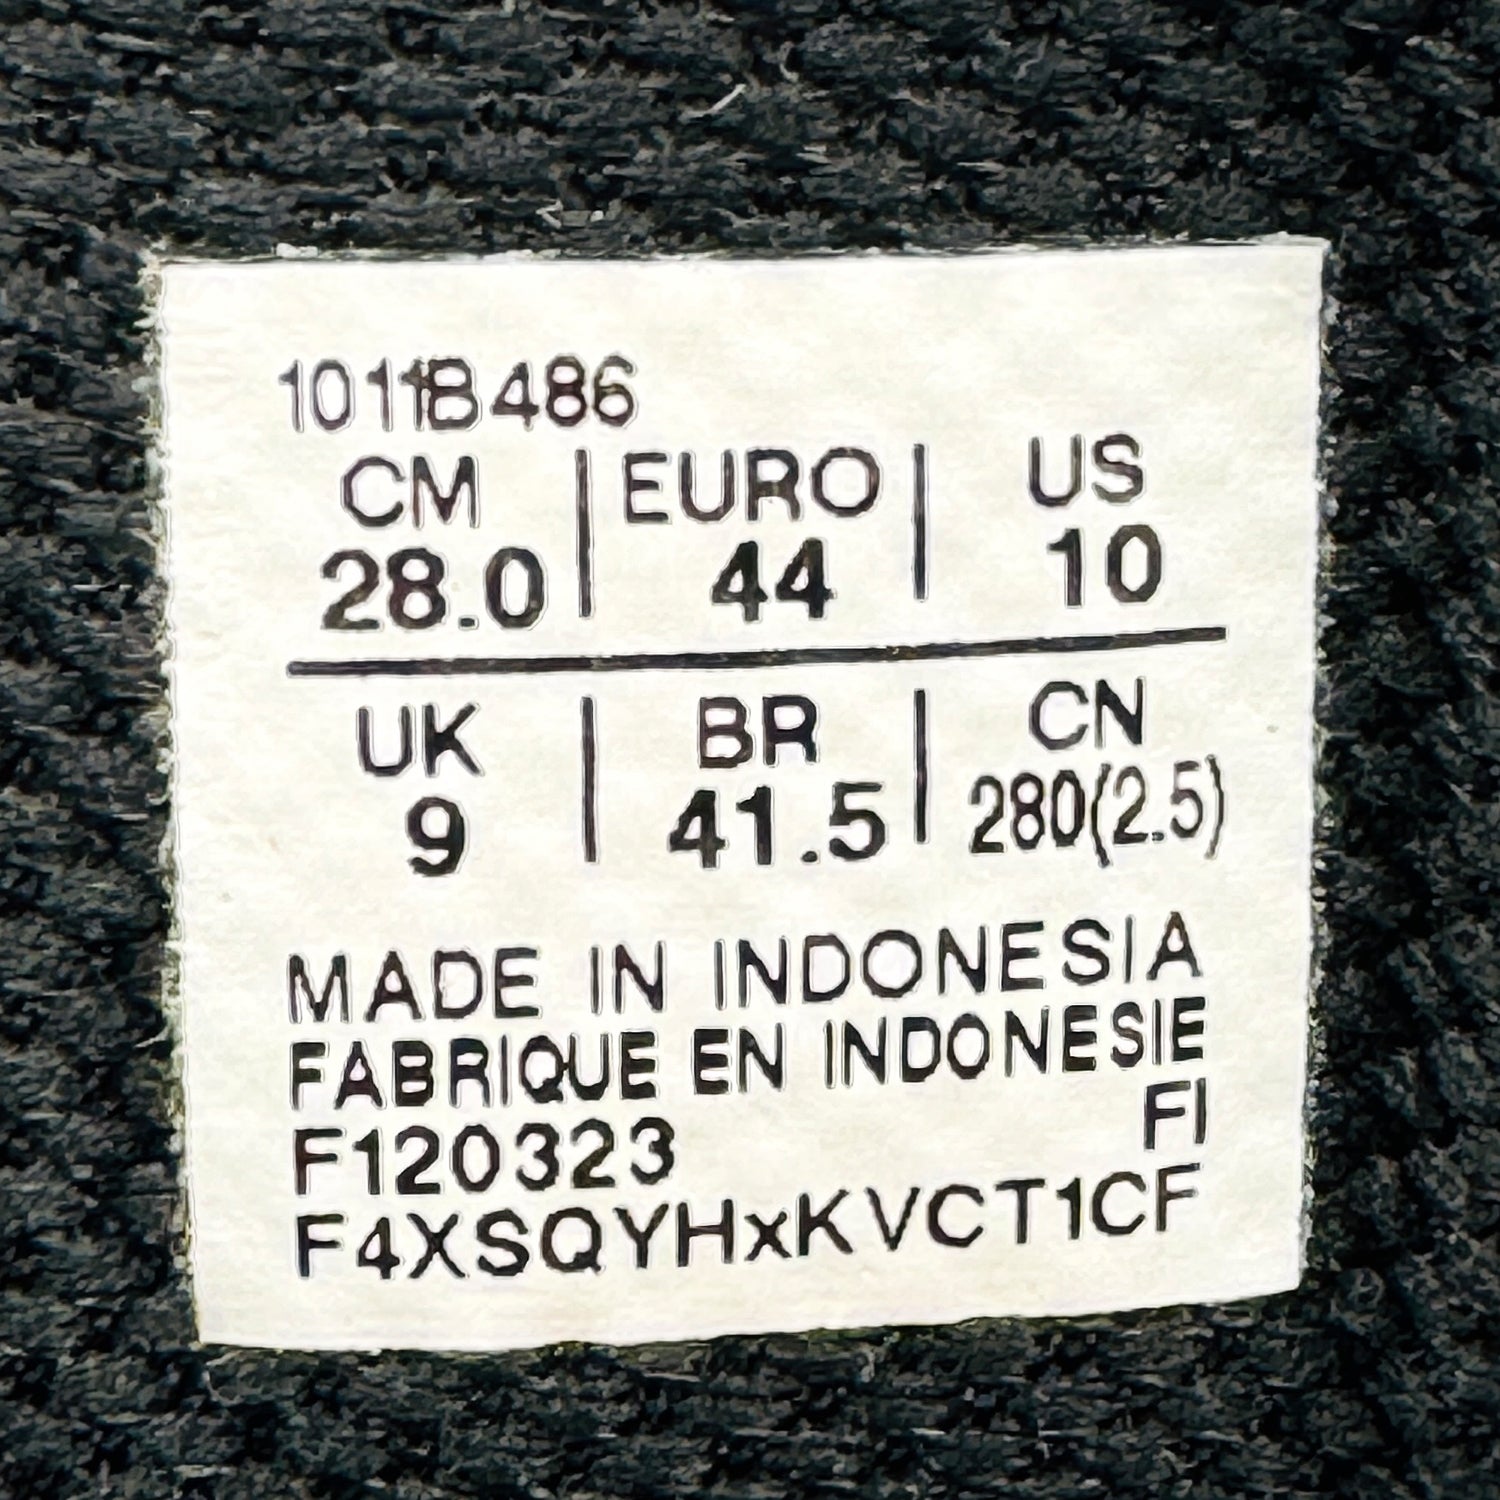 1011B486
CM | EURO | US
28.0 | 44 | 10
UK | BR | CN
9 | 41.5 | 280(2.5)
MADE IN INDONESIA
FABRIQUE EN INDONESIE
FI
F120323
F4XSQYHxKVCT1CF